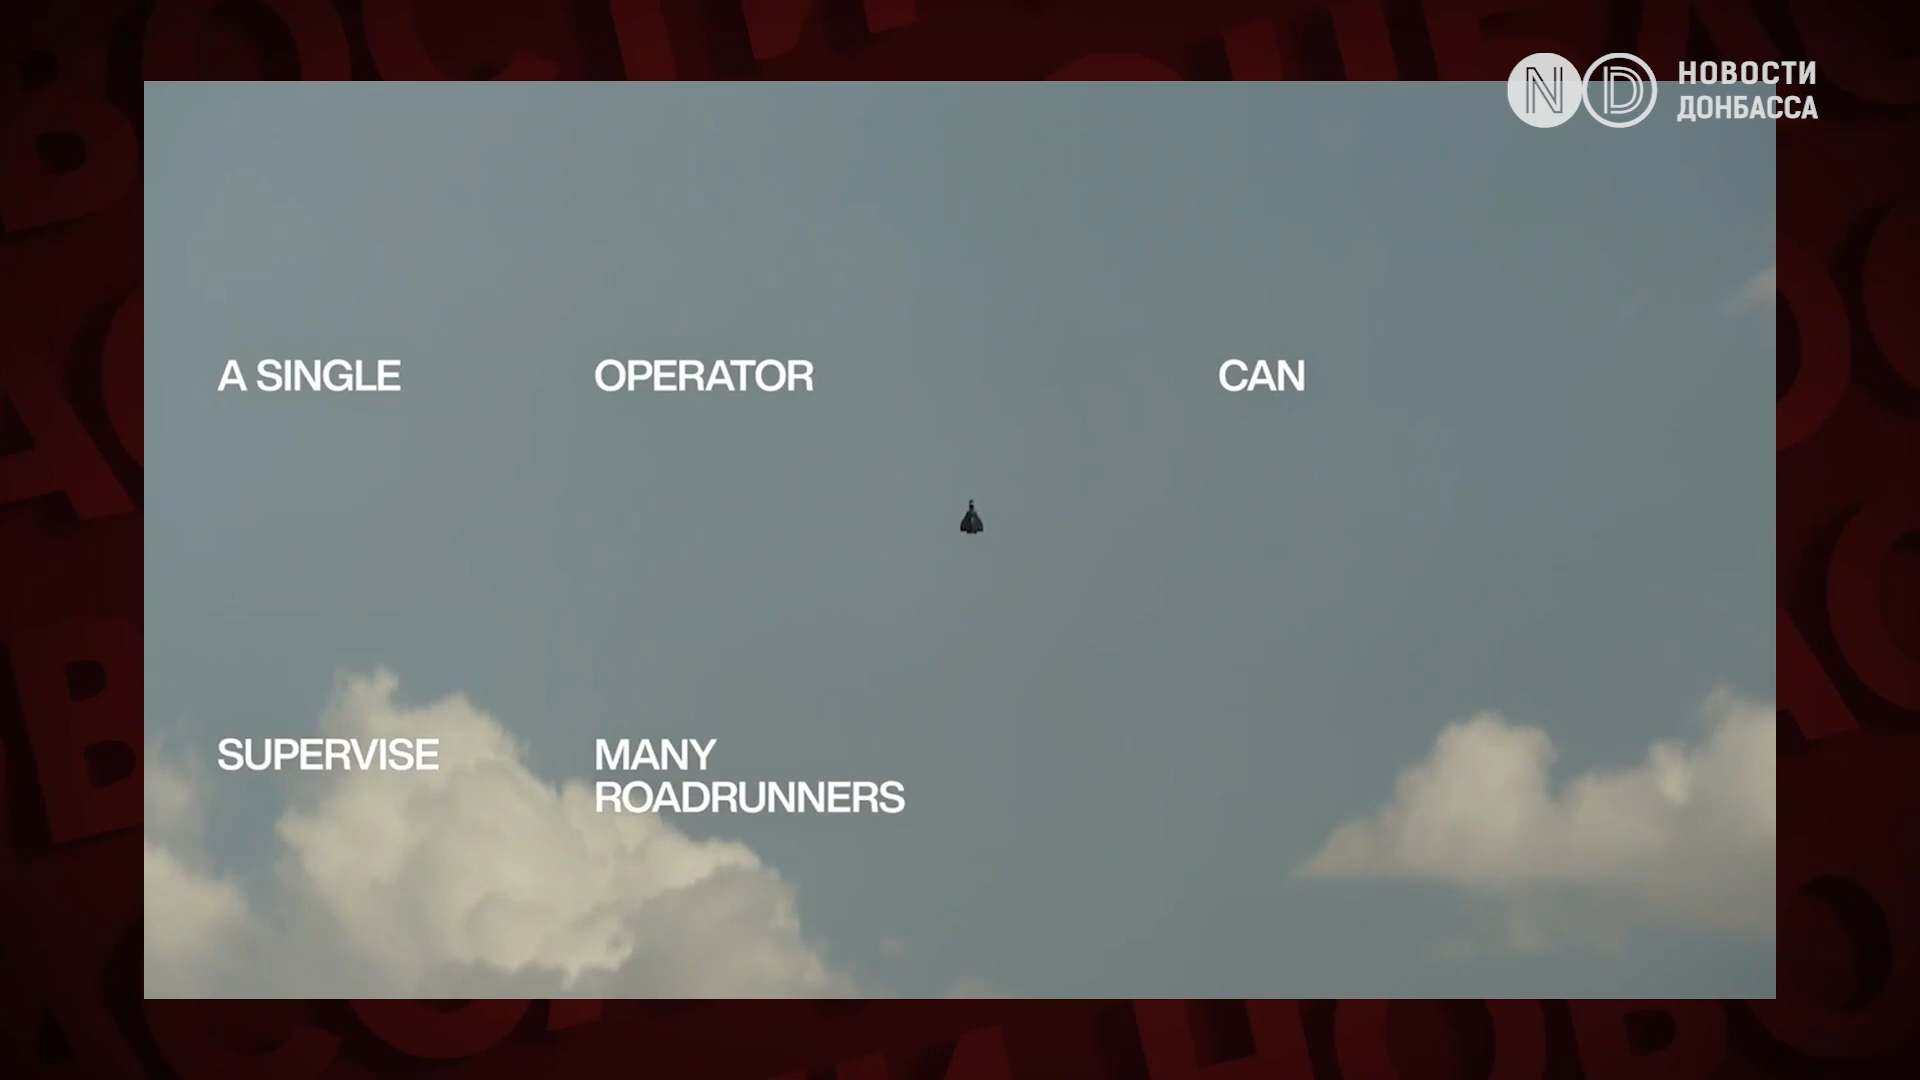 НОВОСТИ
ДОНБАССА
A SINGLE OPERATOR CAN
SUPERVISE MANY
ROADRUNNERS